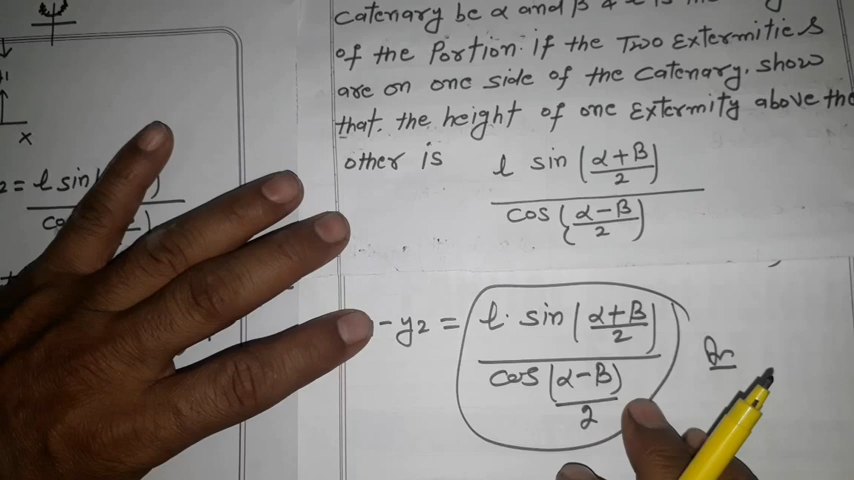 catenary be α and β &
of the Portion. if the Two Extermities
are on one side of the Catenary, show
that, the height of one Extermity above the
other is l sin (α+β/2) / cos (α-β/2)
x
2 = l sin
- y2 = l. sin (α+β/2) / cos (α-β/2)